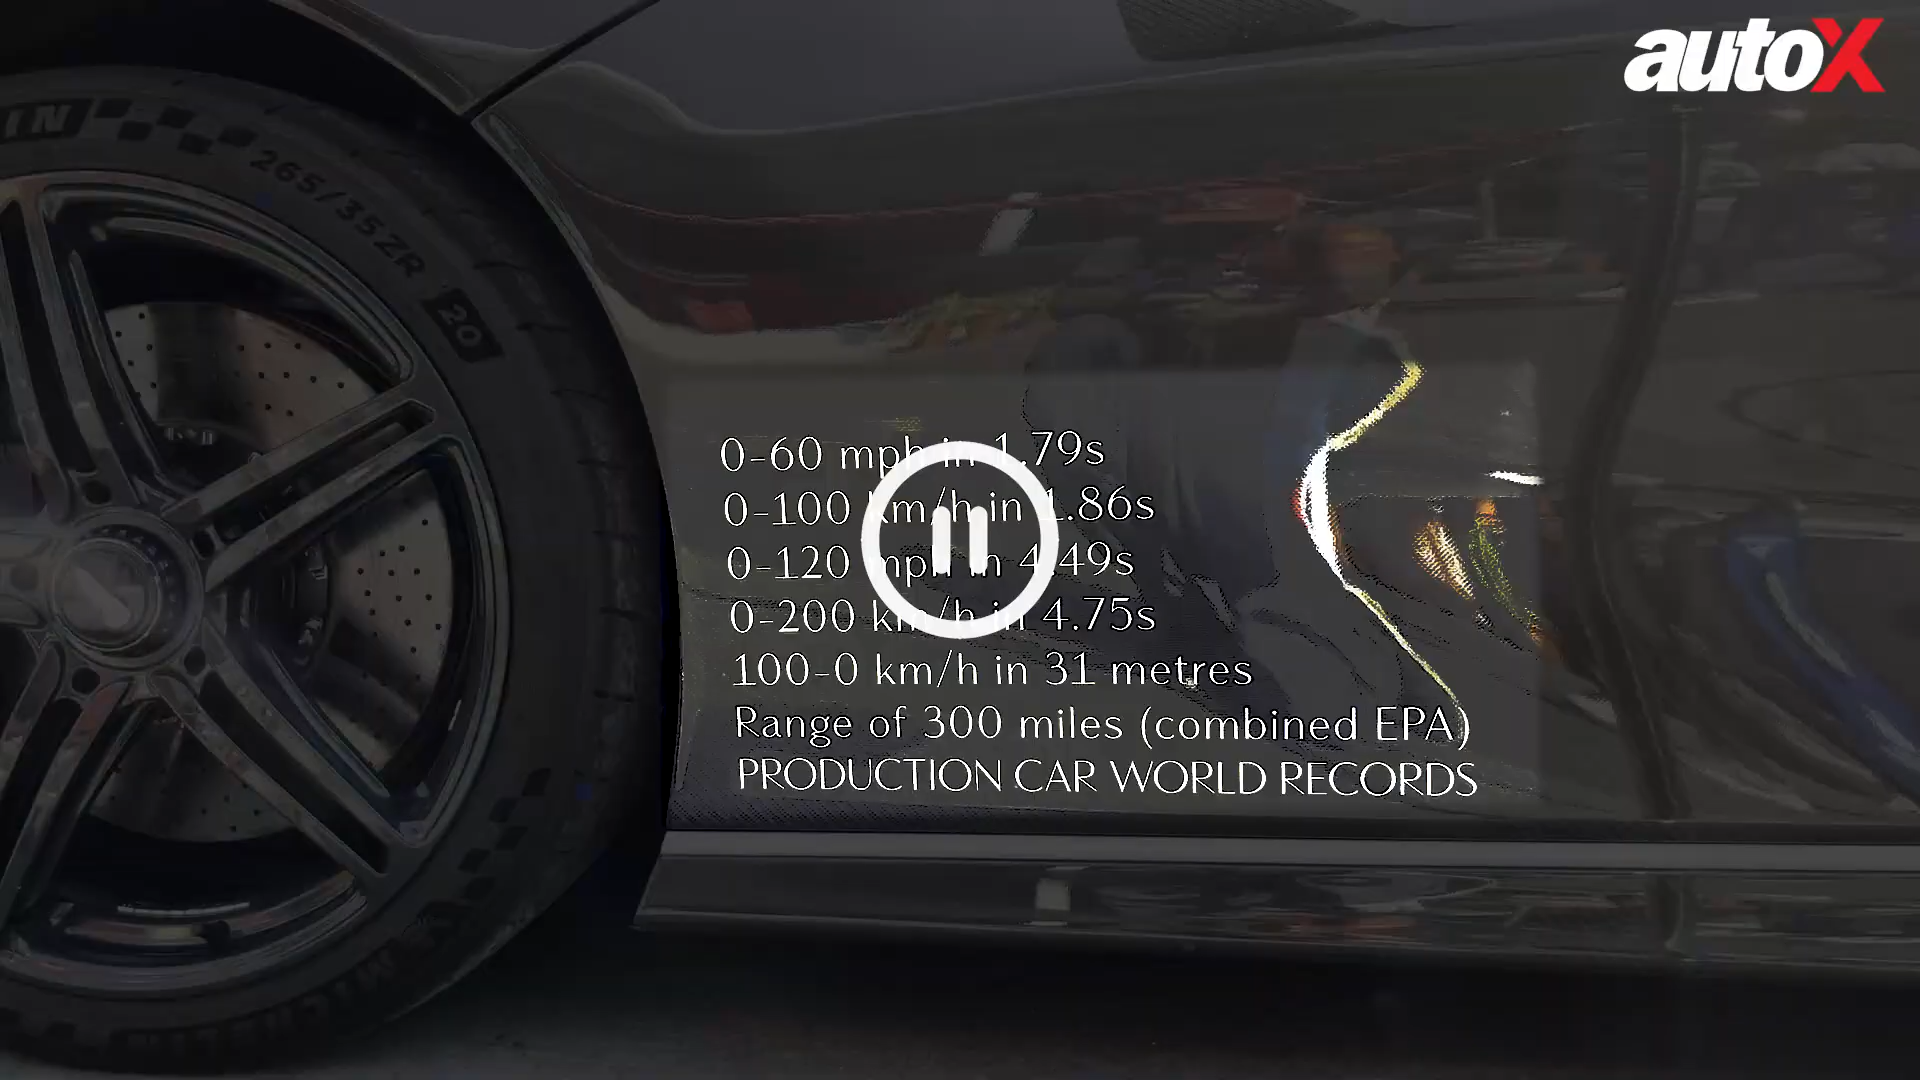 autoX
265/35ZR 20
0-60 mph in 1.79s
0-100 km/h in 1.86s
0-120 mph in 4.49s
0-200 km/h in 4.75s
100-0 km/h in 31 metres
Range of 300 miles (combined EPA)
PRODUCTION CAR WORLD RECORDS